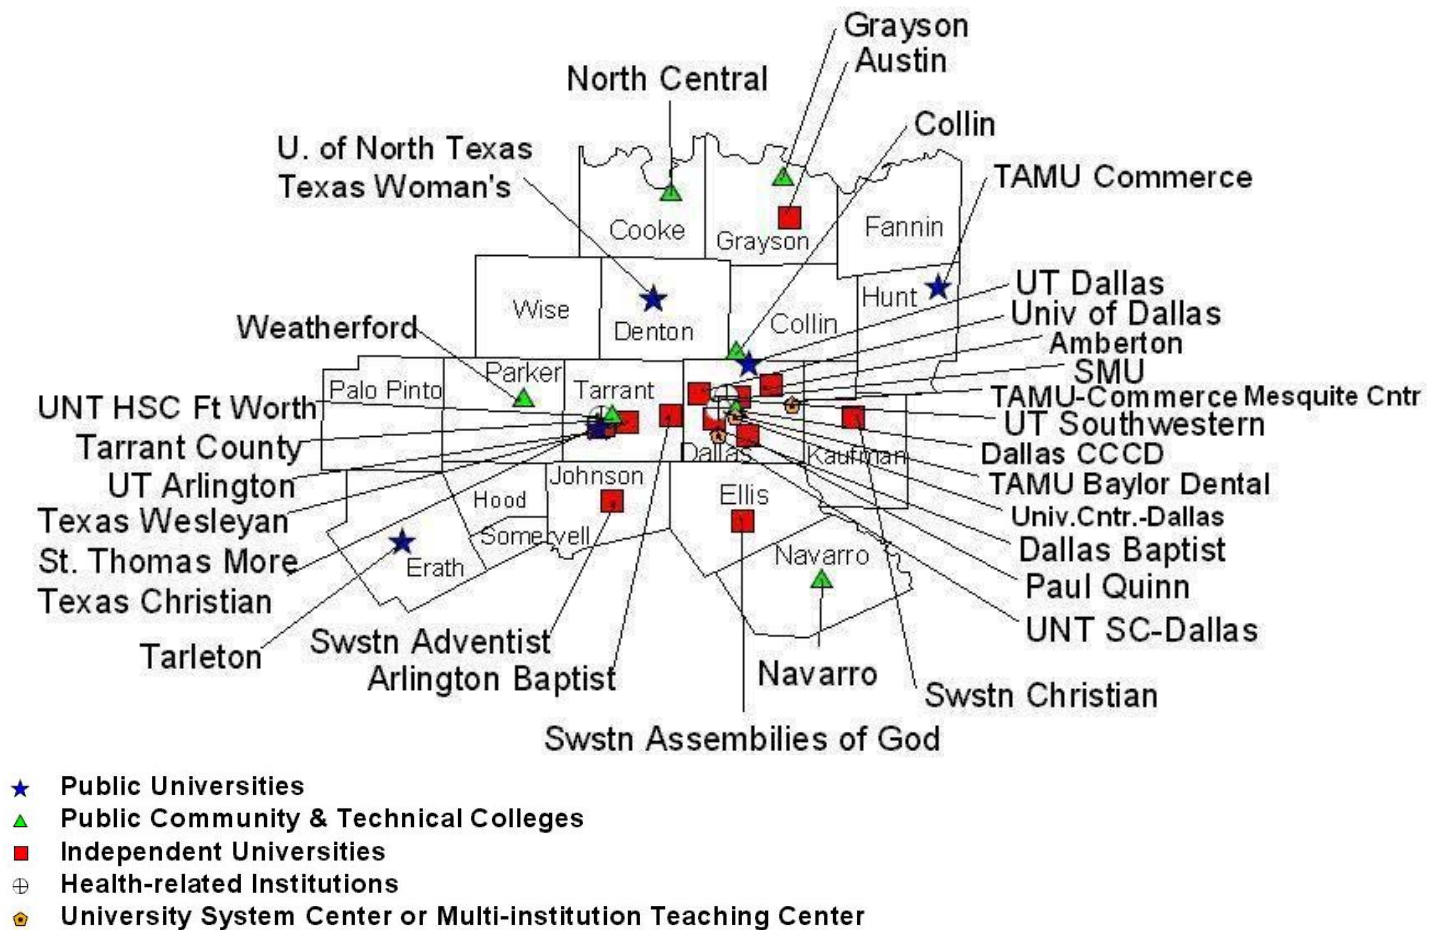 Grayson
Austin
North Central
Collin
U. of North Texas
Texas Woman's
TAMU Commerce
Cooke
Grayson
Fannin
UT Dallas
Hunt
Univ of Dallas
Wise
Denton
Collin
Weatherford
Amberton
SMU
Palo Pinto
Parker
Tarrant
TAMU-Commerce Mesquite Cntr
UNT HSC Ft Worth
UT Southwestern
Tarrant County
Dallas
Kaufman
Dallas CCCD
UT Arlington
Johnson
TAMU Baylor Dental
Hood
Ellis
Texas Wesleyan
Univ.Cntr.-Dallas
Somervell
Dallas Baptist
St. Thomas More
Erath
Navarro
Paul Quinn
Texas Christian
UNT SC-Dallas
Tarleton
Swstn Adventist
Arlington Baptist
Navarro
Swstn Christian
Swstn Assembilies of God
Public Universities
Public Community & Technical Colleges
Independent Universities
Health-related Institutions
University System Center or Multi-institution Teaching Center